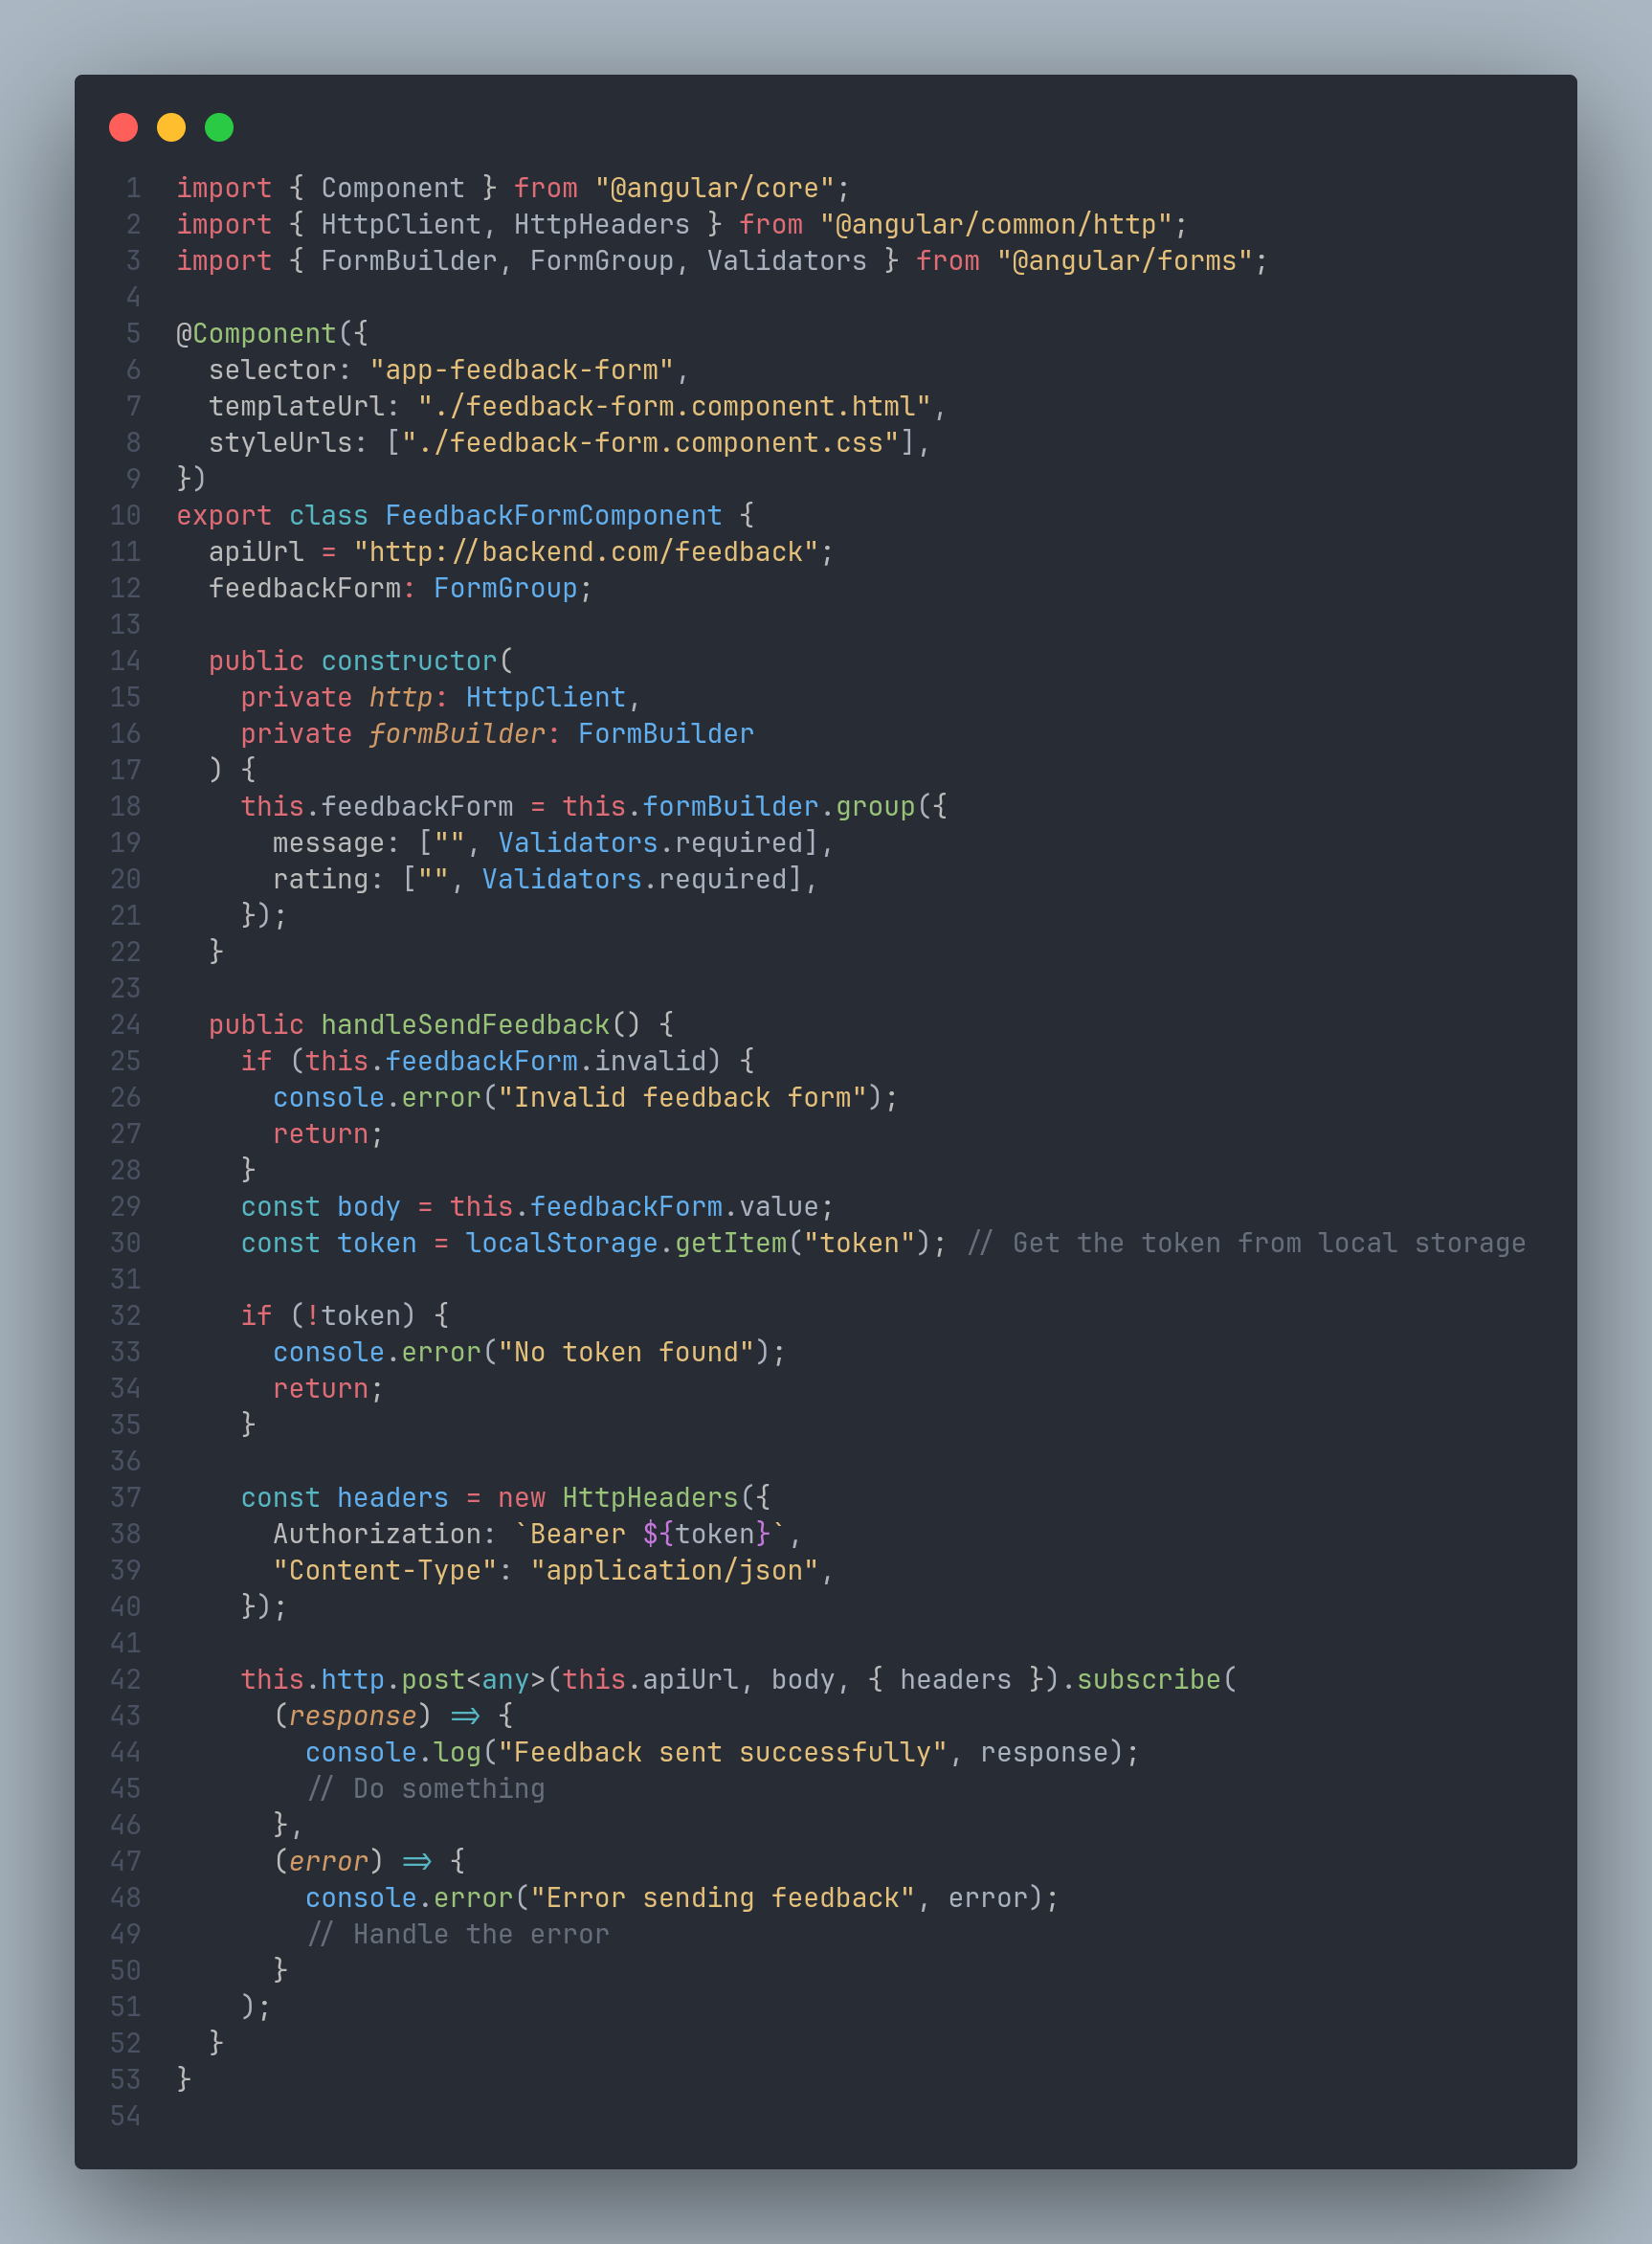 1 import { Component } from "@angular/core";
2 import { HttpClient, HttpHeaders } from "@angular/common/http";
3 import { FormBuilder, FormGroup, Validators } from "@angular/forms";
4
5 @Component({
6   selector: "app-feedback-form",
7   templateUrl: "./feedback-form.component.html",
8   styleUrls: ["./feedback-form.component.css"],
9 })
10 export class FeedbackFormComponent {
11   apiUrl = "http://backend.com/feedback";
12   feedbackForm: FormGroup;
13
14   public constructor(
15     private http: HttpClient,
16     private formBuilder: FormBuilder
17   ) {
18     this.feedbackForm = this.formBuilder.group({
19       message: ["", Validators.required],
20       rating: ["", Validators.required],
21     });
22   }
23
24   public handleSendFeedback() {
25     if (this.feedbackForm.invalid) {
26       console.error("Invalid feedback form");
27       return;
28     }
29     const body = this.feedbackForm.value;
30     const token = localStorage.getItem("token"); // Get the token from local storage
31
32     if (!token) {
33       console.error("No token found");
34       return;
35     }
36
37     const headers = new HttpHeaders({
38       Authorization: `Bearer ${token}`,
39       "Content-Type": "application/json",
40     });
41
42     this.http.post<any>(this.apiUrl, body, { headers }).subscribe(
43       (response) => {
44         console.log("Feedback sent successfully", response);
45         // Do something
46       },
47       (error) => {
48         console.error("Error sending feedback", error);
49         // Handle the error
50       }
51     );
52   }
53 }
54